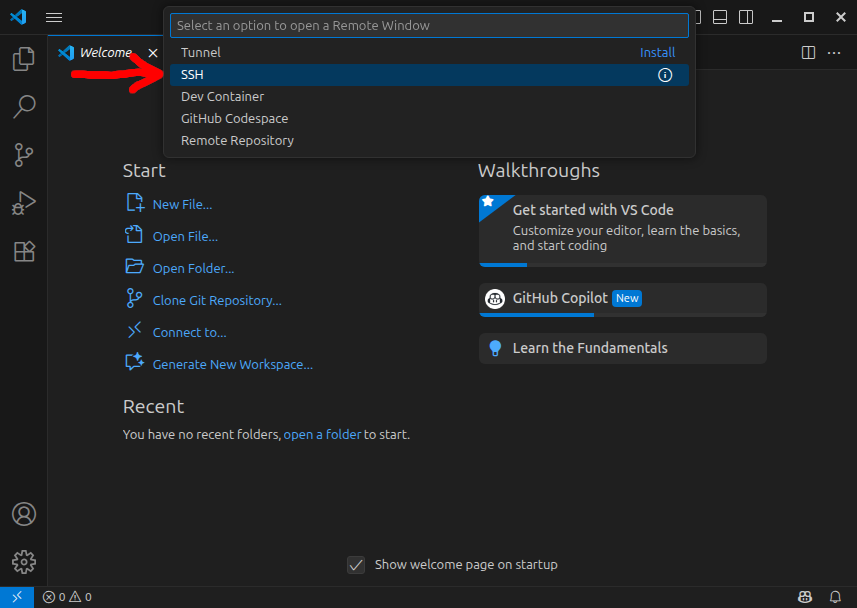 Select an option to open a Remote Window
Tunnel Install
SSH
Dev Container
GitHub Codespace
Remote Repository
Welcome
Start
New File...
Open File...
Open Folder...
Clone Git Repository...
Connect to...
Generate New Workspace...
Recent
You have no recent folders, open a folder to start.
Walkthroughs
Get started with VS Code
Customize your editor, learn the basics,
and start coding
GitHub Copilot New
Learn the Fundamentals
Show welcome page on startup
0 0